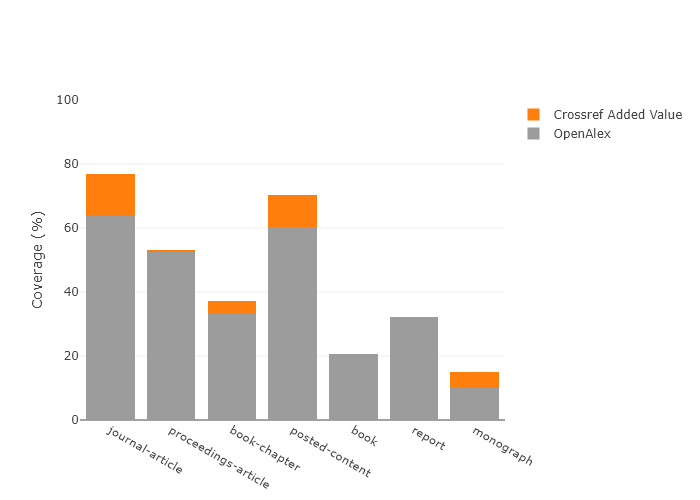 Crossref Added Value
OpenAlex
Coverage (%)
100
80
60
40
20
0
journal-article
proceedings-article
book-chapter
posted-content
book
report
monograph